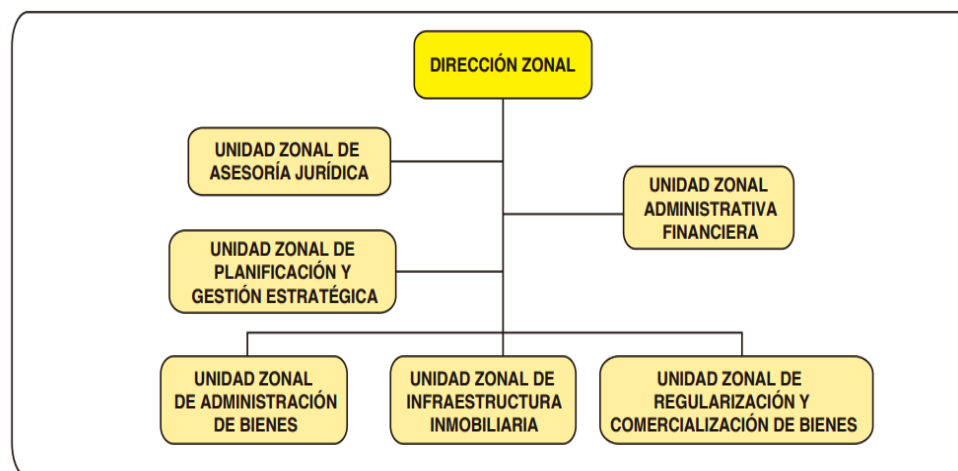 DIRECCIÓN ZONAL
UNIDAD ZONAL DE
ASESORÍA JURÍDICA
UNIDAD ZONAL
ADMINISTRATIVA
FINANCIERA
UNIDAD ZONAL DE
PLANIFICACIÓN Y
GESTIÓN ESTRATÉGICA
UNIDAD ZONAL
DE ADMINISTRACIÓN
DE BIENES
UNIDAD ZONAL DE
INFRAESTRUCTURA
INMOBILIARIA
UNIDAD ZONAL DE
REGULARIZACIÓN Y
COMERCIALIZACIÓN DE BIENES